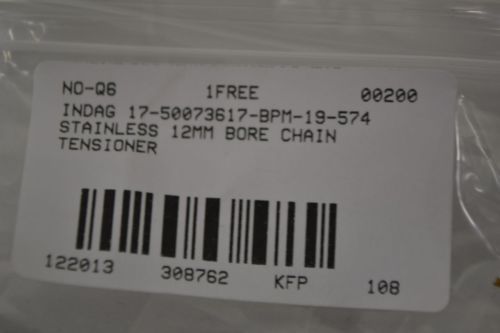 NO-Q6 1FREE 00200
INDAG 17-50073617-BPM-19-574
STAINLESS 12MM BORE CHAIN
TENSIONER
122013 308762 KFP 108